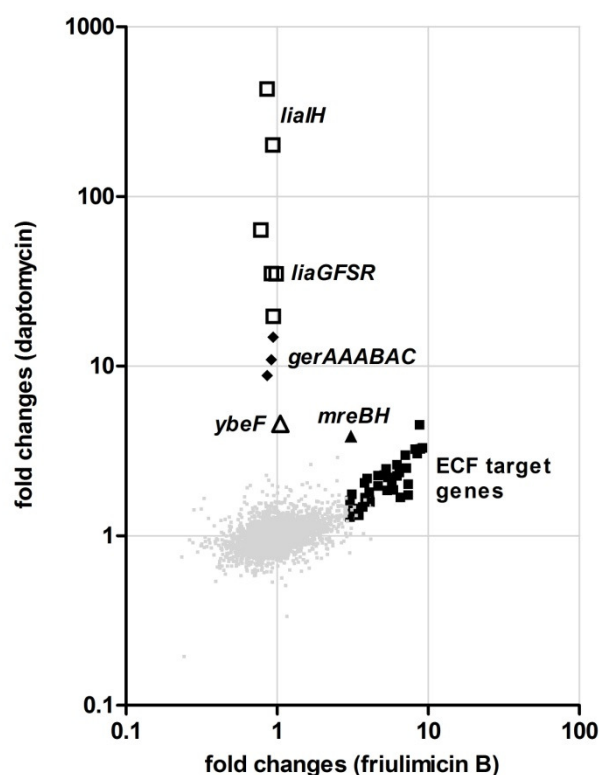 1000
liaIH
100
liaGFSR
gerAAABAC
10
ybeF
mreBH
ECF target
genes
1
0.1
0.1
1
10
100
fold changes (daptomycin)
fold changes (friulimicin B)